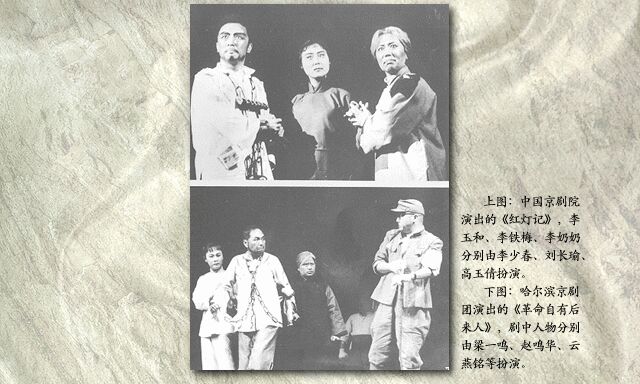 上图：中国京剧院
演出的《红灯记》，李
玉和、李铁梅、李奶奶
分别由李少春、刘长瑜、
高玉倩扮演。
下图：哈尔滨京剧
团演出的《革命自有后
来人》，剧中人物分别
由梁一鸣、赵鸣华、云
燕铭等扮演。